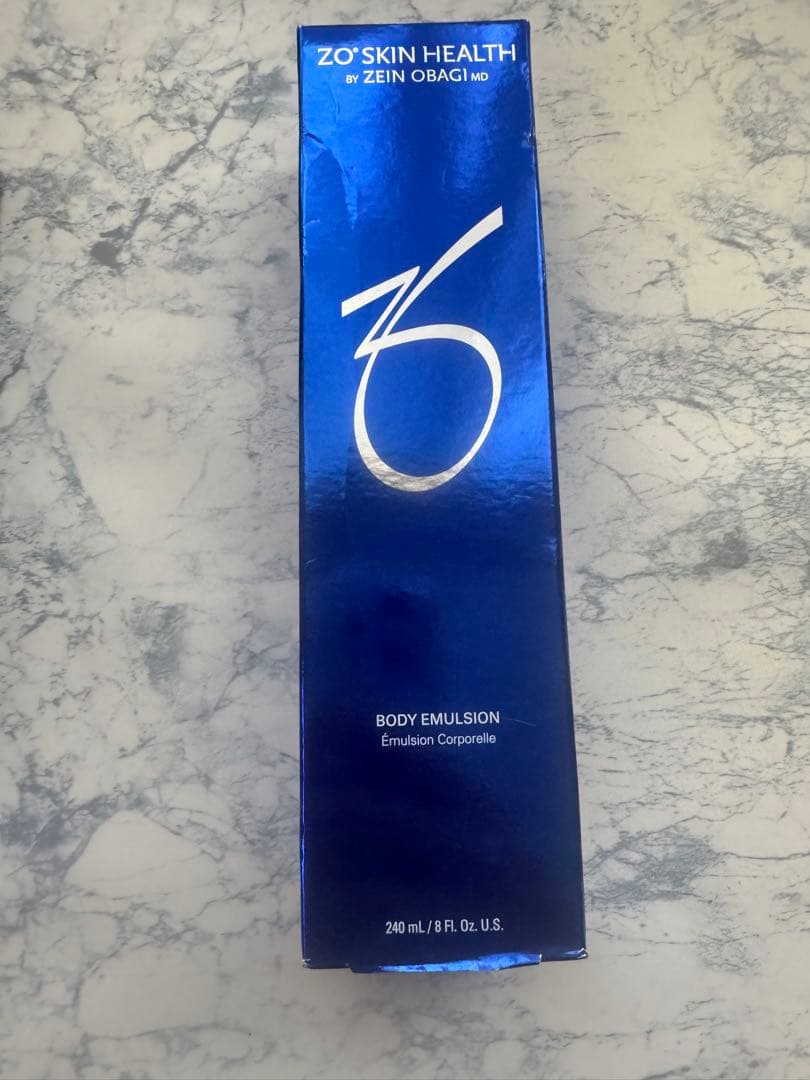 ZO® SKIN HEALTH
BY ZEIN OBAGI MD
ZO
BODY EMULSION
Émulsion Corporelle
240 mL / 8 Fl. Oz. U.S.